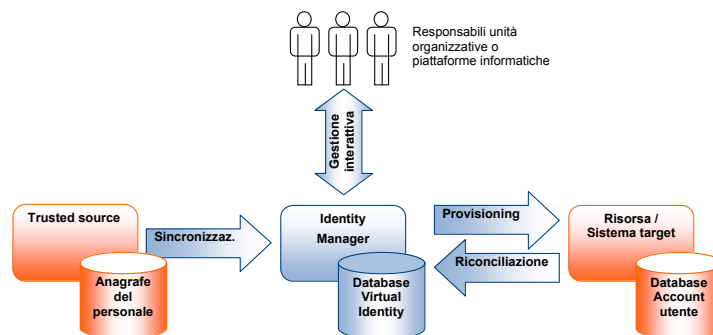 Responsabili unità
organizzative o
piattaforme informatiche
Gestione
interattiva
Trusted source
Sincronizzaz.
Identity
Manager
Provisioning
Riconciliazione
Risorsa /
Sistema target
Anagrafe
del
personale
Database
Virtual
Identity
Database
Account
utente